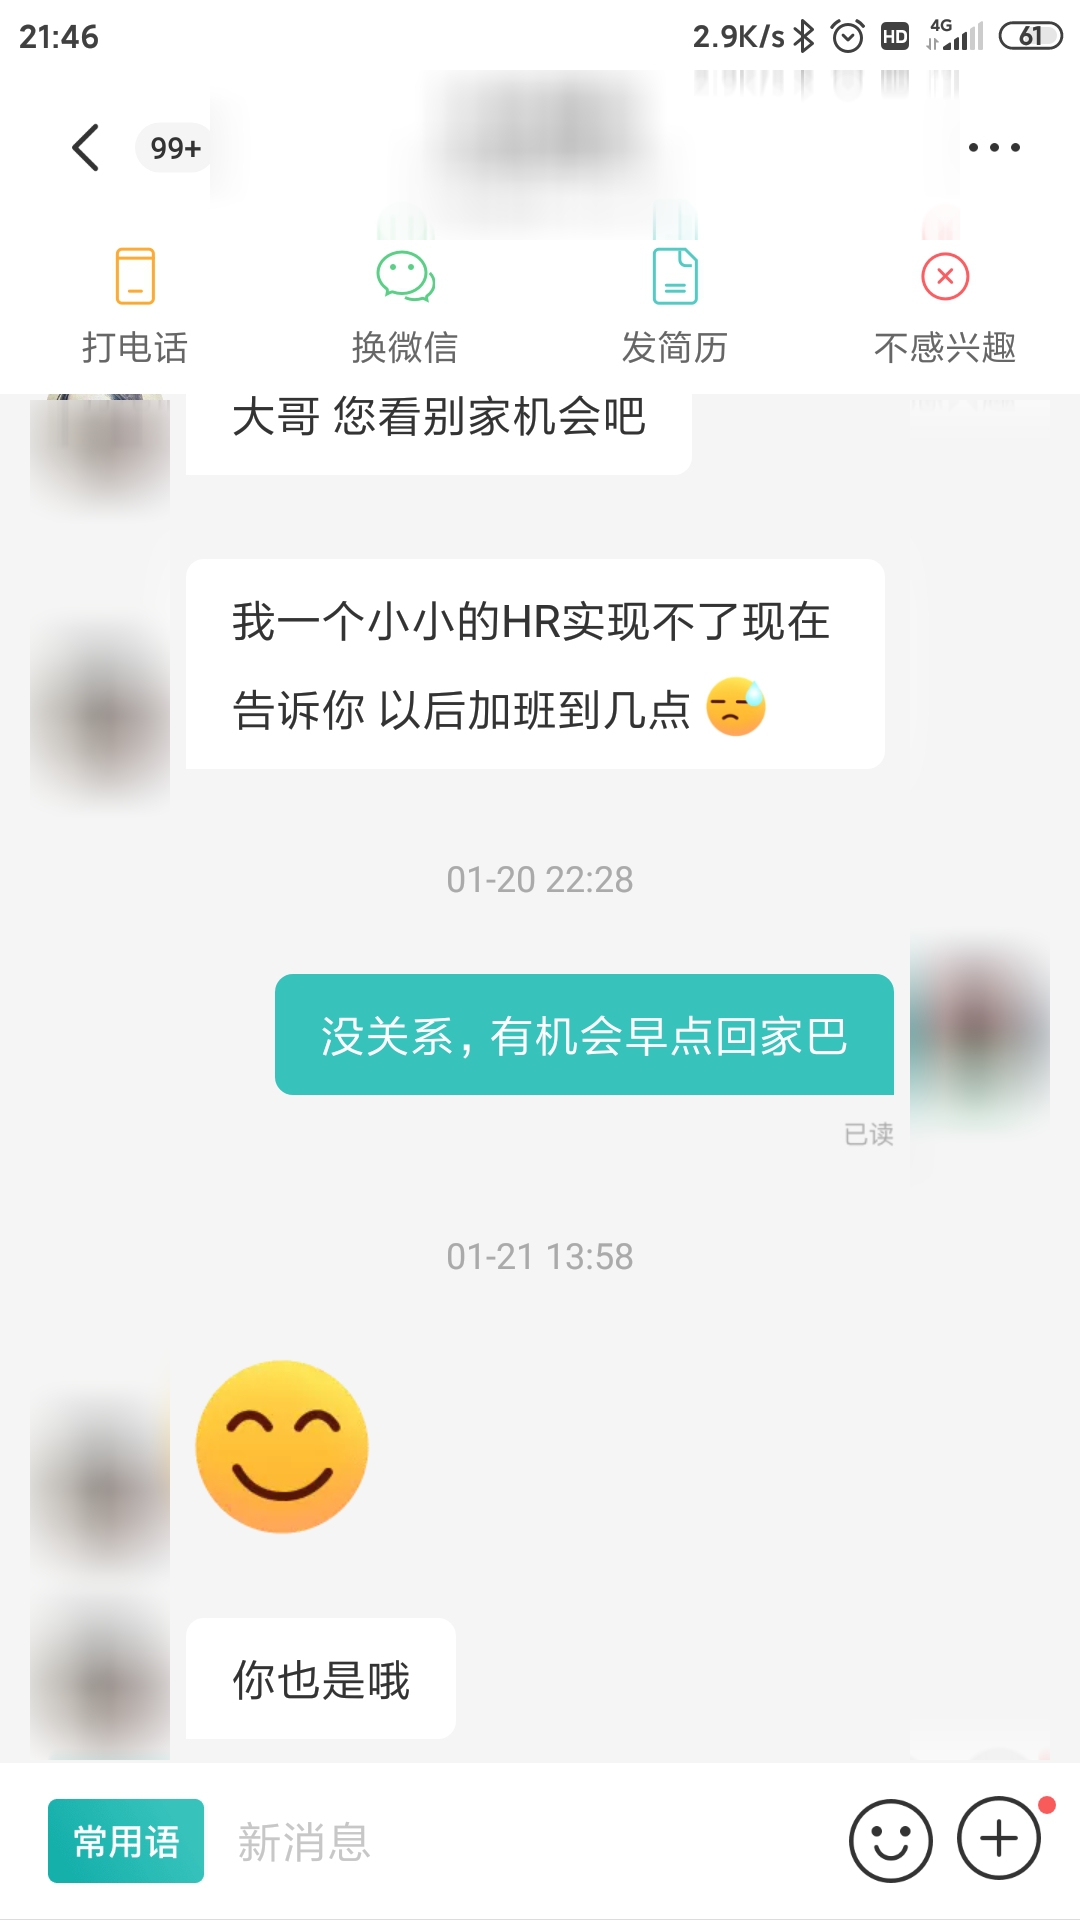 21:46
2.9K/s HD 4G 61
99+
打电话 换微信 发简历 不感兴趣
大哥 您看别家机会吧
我一个小小的HR实现不了现在
告诉你 以后加班到几点
01-20 22:28
没关系，有机会早点回家巴
已读
01-21 13:58
你也是哦
常用语 新消息